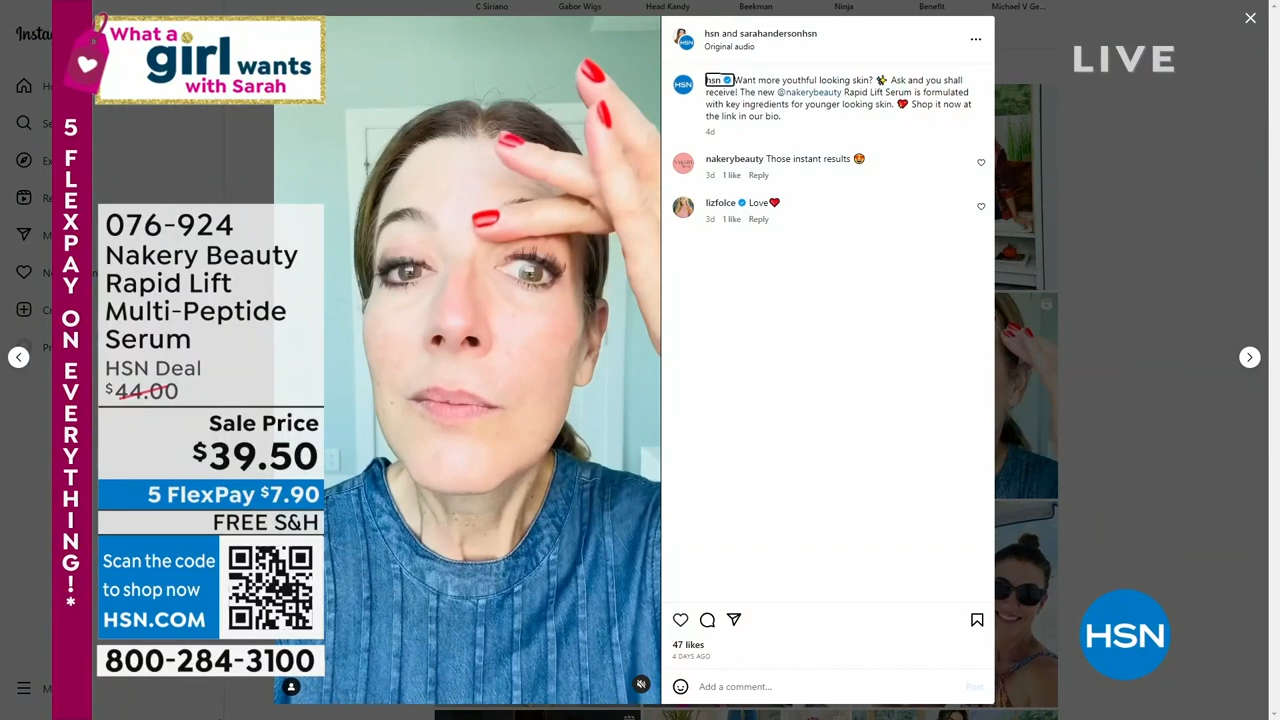 C Siriano
Gabor Wigs
Head Kandy
Beekman
Ninja
Benefit
Michael V Ge...
What a
girl wants
with Sarah
LIVE
5 FLEXPAY ON EVERYTHING!*
076-924
Nakery Beauty
Rapid Lift
Multi-Peptide
Serum
HSN Deal
$44.00
Sale Price
$39.50
5 FlexPay $7.90
FREE S&H
Scan the code
to shop now
HSN.COM
800-284-3100
hsn and sarahandersonhsn
Original audio
HSN
hsn Want more youthful looking skin? ✨ Ask and you shall
receive! The new @nakerybeauty Rapid Lift Serum is formulated
with key ingredients for younger looking skin. ❤️ Shop it now at
the link in our bio.
4d
nakerybeauty Those instant results 🤩
3d 1 like Reply
lizfolce Love❤️
3d 1 like Reply
47 likes
4 DAYS AGO
Add a comment...
Post
HSN